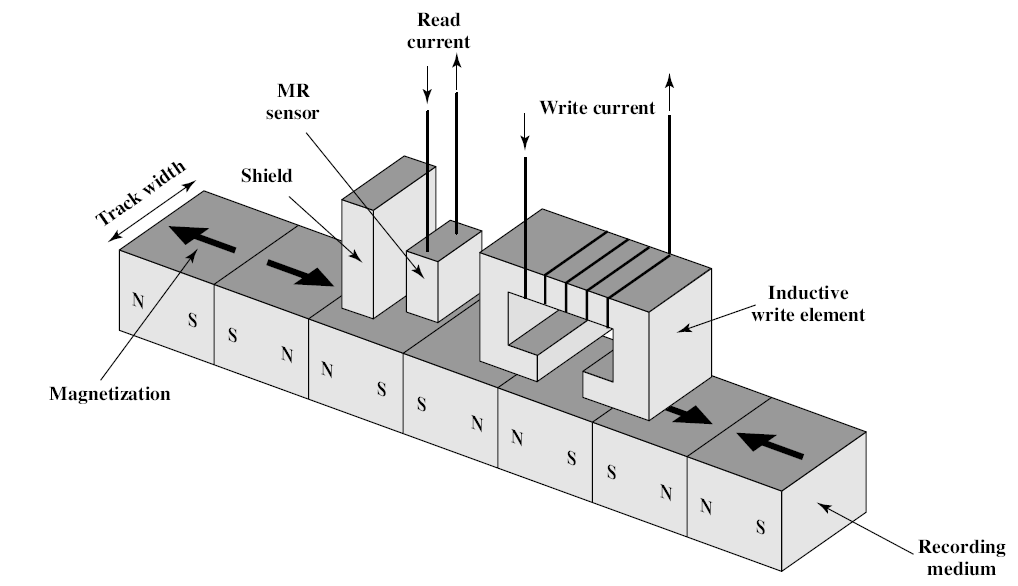 Read
current
MR
sensor
Write current
Shield
Track width
N S S N N S S N N S S N N S
Magnetization
Inductive
write element
Recording
medium